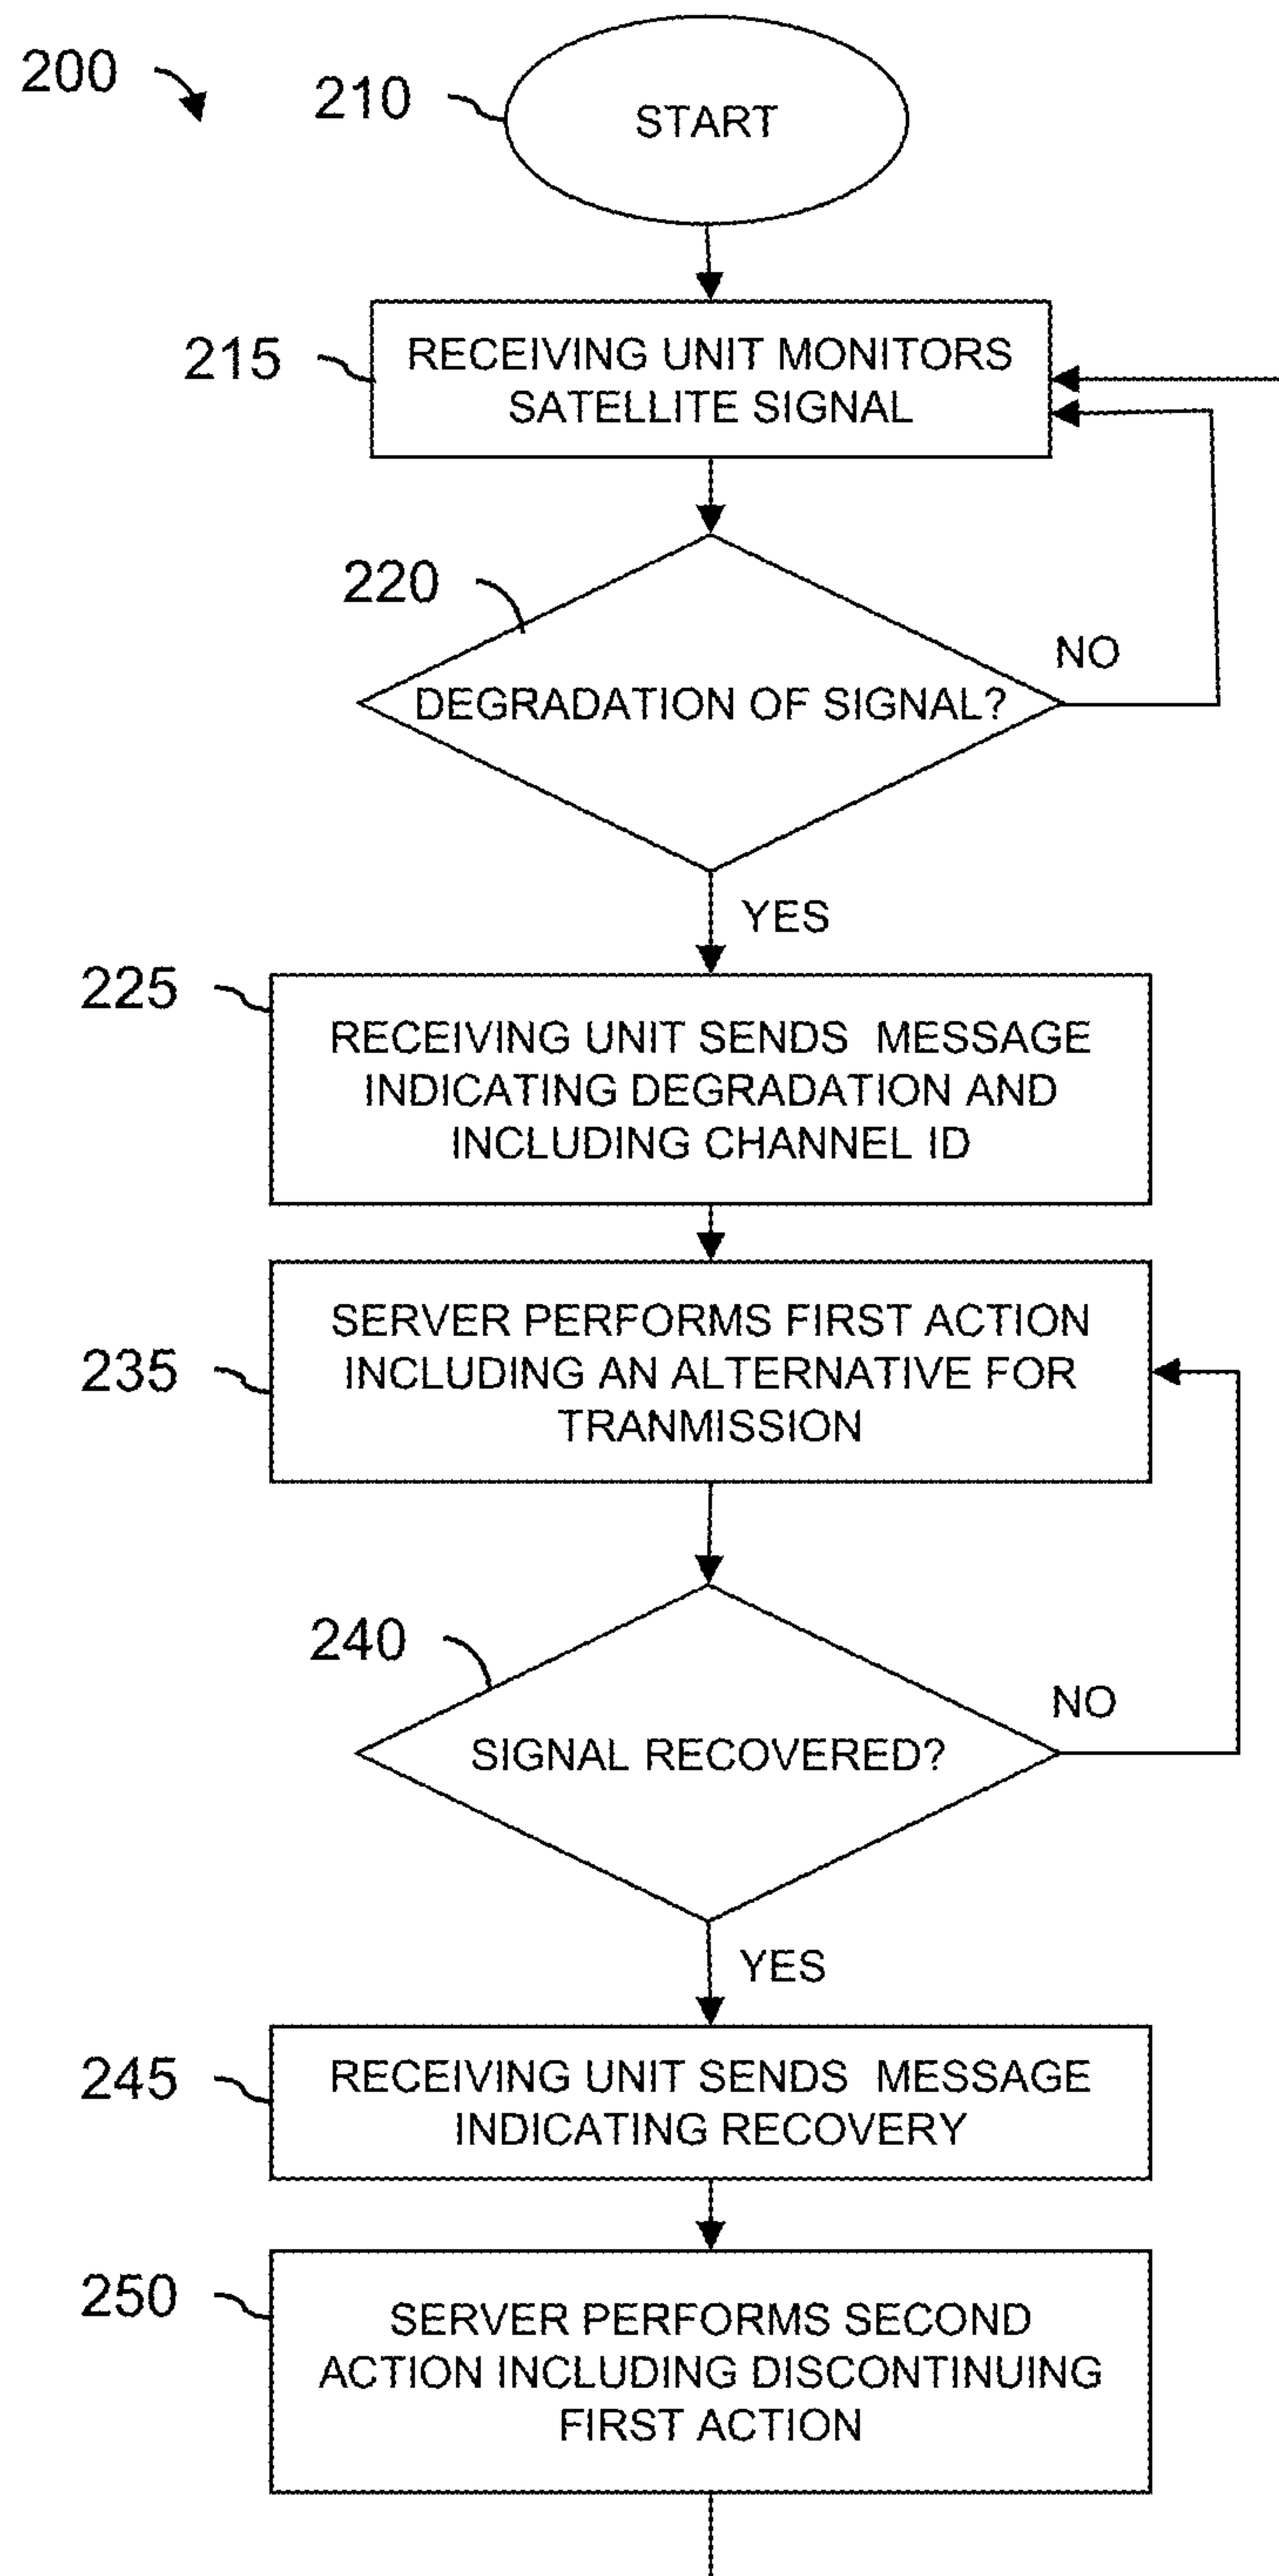 200
210
START
215
RECEIVING UNIT MONITORS
SATELLITE SIGNAL
220
DEGRADATION OF SIGNAL?
NO
YES
225
RECEIVING UNIT SENDS MESSAGE
INDICATING DEGRADATION AND
INCLUDING CHANNEL ID
235
SERVER PERFORMS FIRST ACTION
INCLUDING AN ALTERNATIVE FOR
TRANMISSION
240
SIGNAL RECOVERED?
NO
YES
245
RECEIVING UNIT SENDS MESSAGE
INDICATING RECOVERY
250
SERVER PERFORMS SECOND
ACTION INCLUDING DISCONTINUING
FIRST ACTION